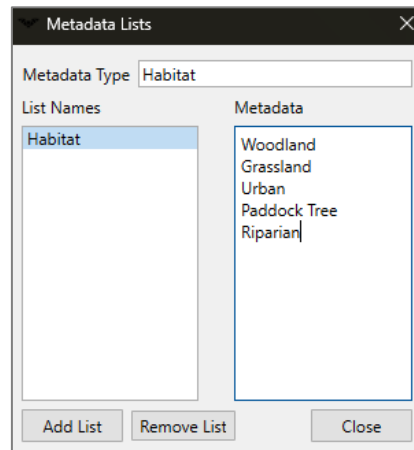 Metadata Lists
Metadata Type Habitat
List Names Metadata
Habitat
Woodland
Grassland
Urban
Paddock Tree
Riparian
Add List Remove List Close